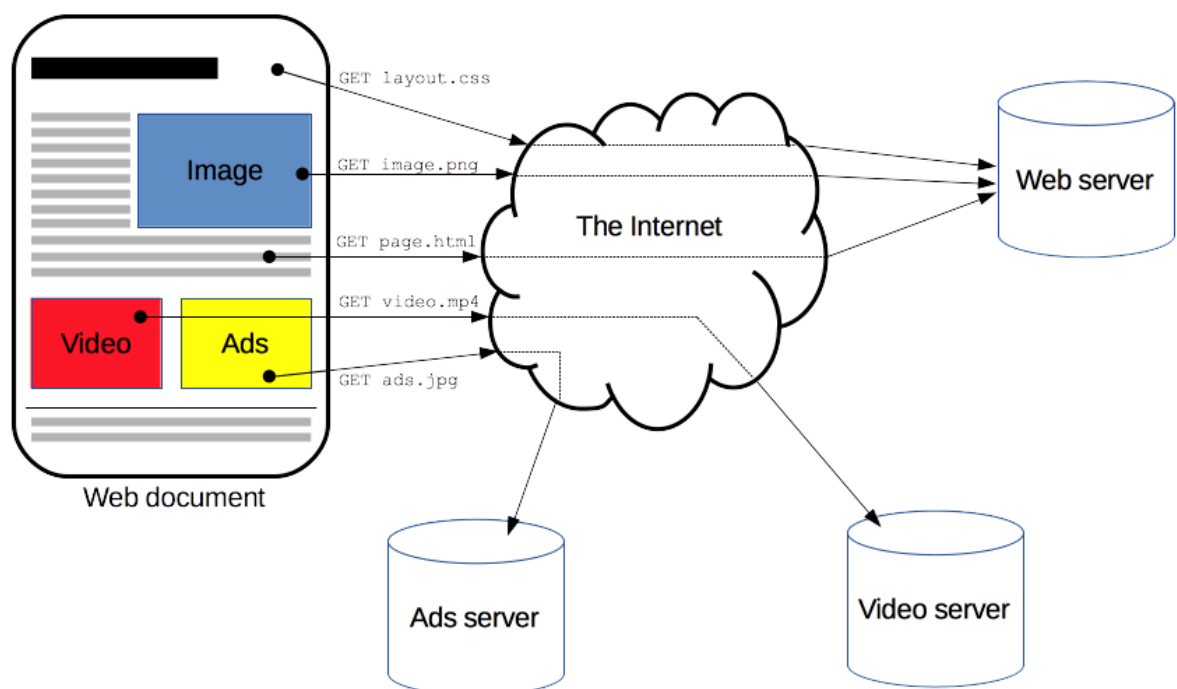 GET layout.css
Image
GET image.png
Web server
The Internet
GET page.html
GET video.mp4
Video
Ads
GET ads.jpg
Web document
Ads server
Video server